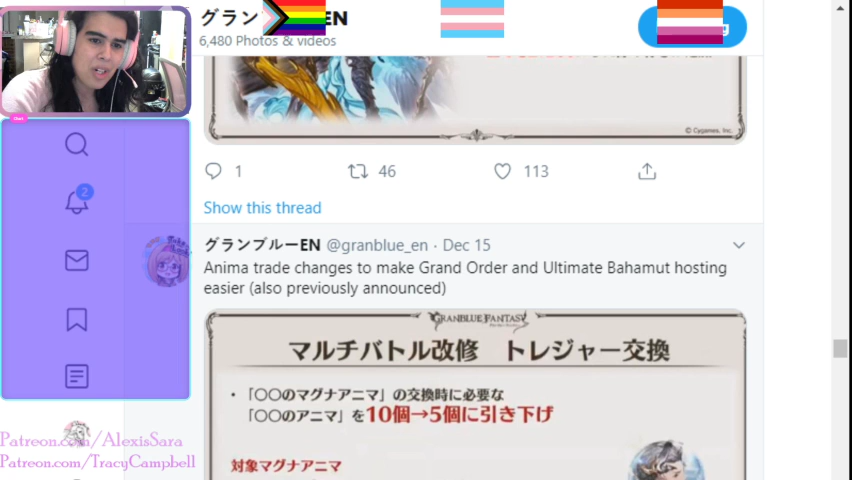 グラン EN
6,480 Photos & videos
© Cygames, Inc.
1 46 113
Show this thread
2
グランブルーEN @granblue_en · Dec 15
Anima trade changes to make Grand Order and Ultimate Bahamut hosting
easier (also previously announced)
GRANBLUE FANTASY
マルチバトル改修 トレジャー交換
・「〇〇のマグナアニマ」の交換時に必要な
「〇〇のアニマ」を10個→5個に引き下げ
対象マグナアニマ
Patreon.com/AlexisSara
Patreon.com/TracyCampbell